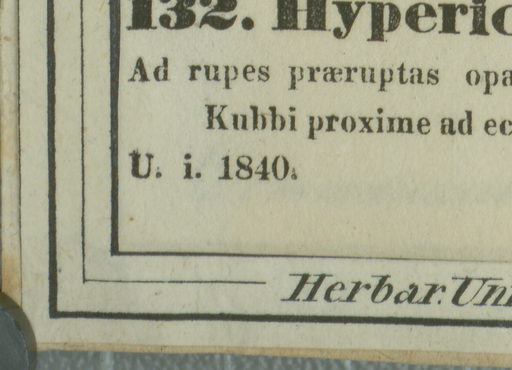 132. Hyperic
Ad rupes præruptas opa
Kubbi proxime ad ec
U. i. 1840.
Herbar. Uni